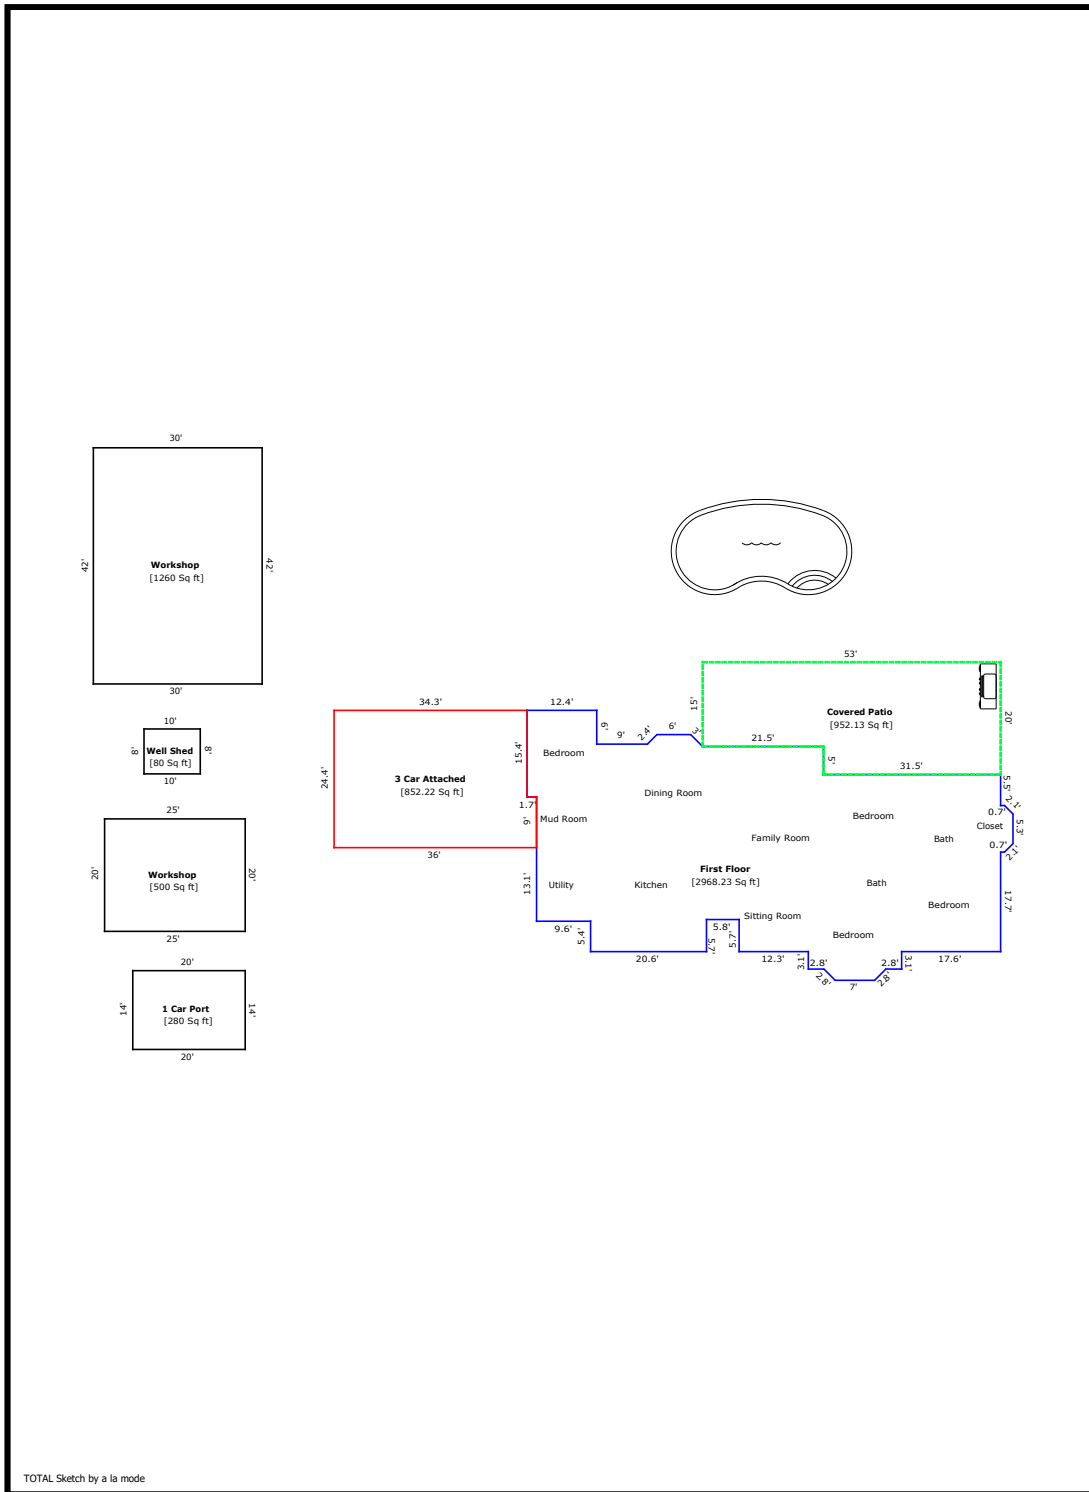 30'
42'
Workshop
[1260 Sq ft]
42'
30'
10'
8'
Well Shed
[80 Sq ft]
8'
10'
25'
20'
Workshop
[500 Sq ft]
20'
25'
20'
14'
1 Car Port
[280 Sq ft]
14'
20'
34.3'
24.4'
3 Car Attached
[852.22 Sq ft]
15.4'
1.7'
9'
36'
12.4'
6'
9'
2.4'
6'
3'
Bedroom
Mud Room
Dining Room
53'
15'
Covered Patio
[952.13 Sq ft]
20'
21.5'
5'
31.5'
5.5'
2.1'
0.7'
Closet
5.3'
0.7'
2.1'
Bedroom
Family Room
Bath
First Floor
[2968.23 Sq ft]
Utility
Kitchen
Bath
Bedroom
17.7'
Sitting Room
Bedroom
13.1'
9.6'
5.4'
20.6'
5.7'
5.8'
5.7'
12.3'
3.1'
2.8'
2.8'
7'
2.8'
2.8'
3.1'
17.6'
TOTAL Sketch by a la mode